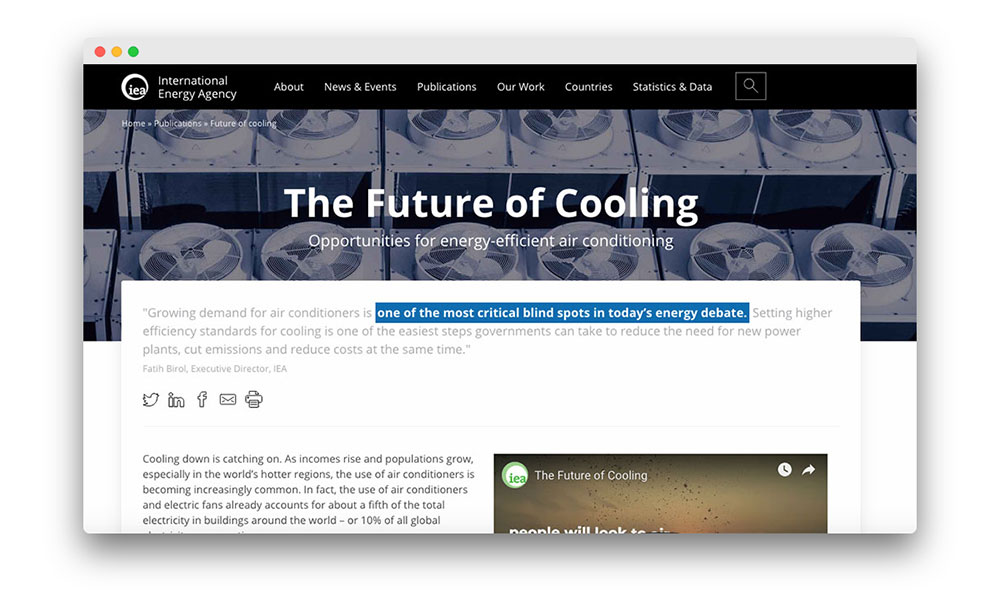 International
Energy Agency
About News & Events Publications Our Work Countries Statistics & Data
Home » Publications » Future of cooling
The Future of Cooling
Opportunities for energy-efficient air conditioning
"Growing demand for air conditioners is one of the most critical blind spots in today's energy debate. Setting higher
efficiency standards for cooling is one of the easiest steps governments can take to reduce the need for new power
plants, cut emissions and reduce costs at the same time."
Fatih Birol, Executive Director, IEA
Cooling down is catching on. As incomes rise and populations grow,
especially in the world's hotter regions, the use of air conditioners is
becoming increasingly common. In fact, the use of air conditioners
and electric fans already accounts for about a fifth of the total
electricity in buildings around the world – or 10% of all global
iea
The Future of Cooling
people will look to